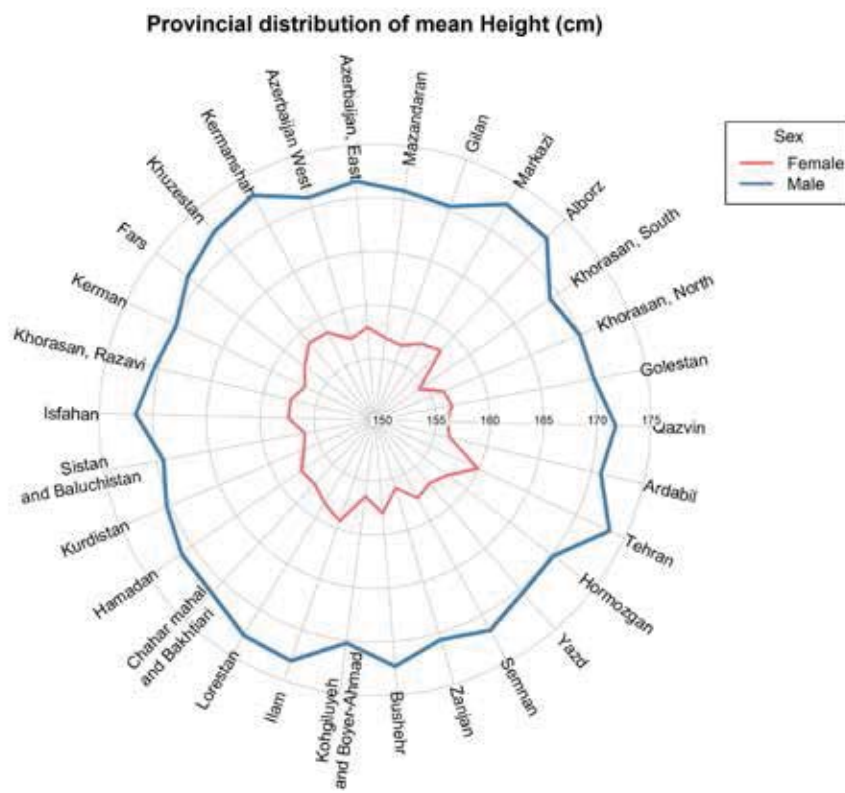 Provincial distribution of mean Height (cm)
Sex
Female
Male
Azerbaijan, East
Mazandaran
Gilan
Markazi
Alborz
Khorasan, South
Khorasan, North
Golestan
Qazvin
Ardabil
Tehran
Hormozgan
Yazd
Semnan
Zanjan
Bushehr
Kohgiluyeh
and Boyer-Ahmad
Ilam
Lorestan
Chahar mahal
and Bakhtiari
Hamadan
Kurdistan
Sistan
and Baluchistan
Isfahan
Khorasan, Razavi
Kerman
Fars
Khuzestan
Kermanshah
Azerbaijan West
150 155 160 165 170 175